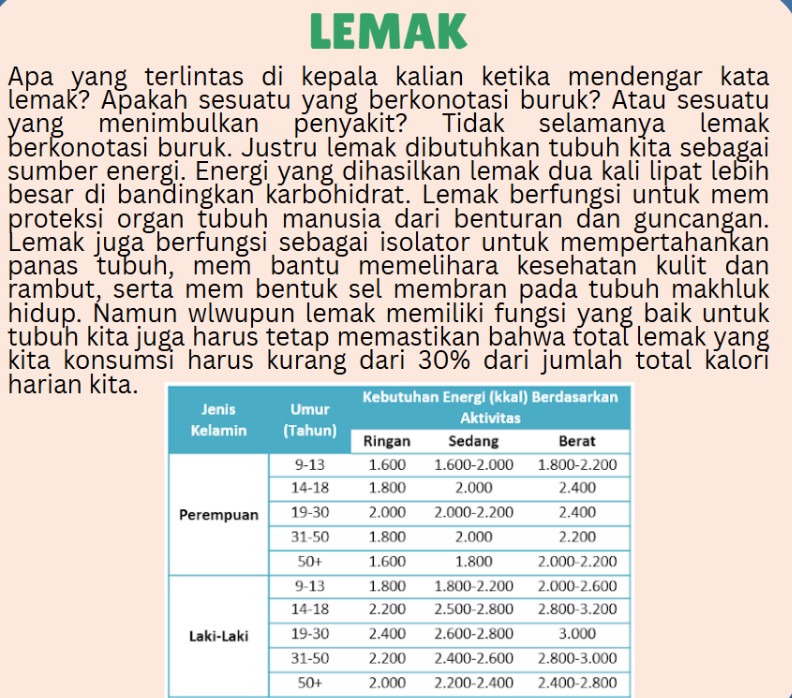 LEMAK
Apa yang terlintas di kepala kalian ketika mendengar kata
lemak? Apakah sesuatu yang berkonotasi buruk? Atau sesuatu
yang menimbulkan penyakit? Tidak selamanya lemak
berkonotasi buruk. Justru lemak dibutuhkan tubuh kita sebagai
sumber energi. Energi yang dihasilkan lemak dua kali lipat lebih
besar di bandingkan karbohidrat. Lemak berfungsi untuk mem
proteksi organ tubuh manusia dari benturan dan guncangan.
Lemak juga berfungsi sebagai isolator untuk mempertahankan
panas tubuh, mem bantu memelihara kesehatan kulit dan
rambut, serta mem bentuk sel membran pada tubuh makhluk
hidup. Namun wlwupun lemak memiliki fungsi yang baik untuk
tubuh kita juga harus tetap memastikan bahwa total lemak yang
kita konsumsi harus kurang dari 30% dari jumlah total kalori
harian kita.
Jenis Kelamin Umur (Tahun) Kebutuhan Energi (kkal) Berdasarkan Aktivitas
Ringan Sedang Berat
Perempuan
9-13 1.600 1.600-2.000 1.800-2.200
14-18 1.800 2.000 2.400
19-30 2.000 2.000-2.200 2.400
31-50 1.800 2.000 2.200
50+ 1.600 1.800 2.000-2.200
Laki-Laki
9-13 1.800 1.800-2.200 2.000-2.600
14-18 2.200 2.500-2.800 2.800-3.200
19-30 2.400 2.600-2.800 3.000
31-50 2.200 2.400-2.600 2.800-3.000
50+ 2.000 2.200-2.400 2.400-2.800